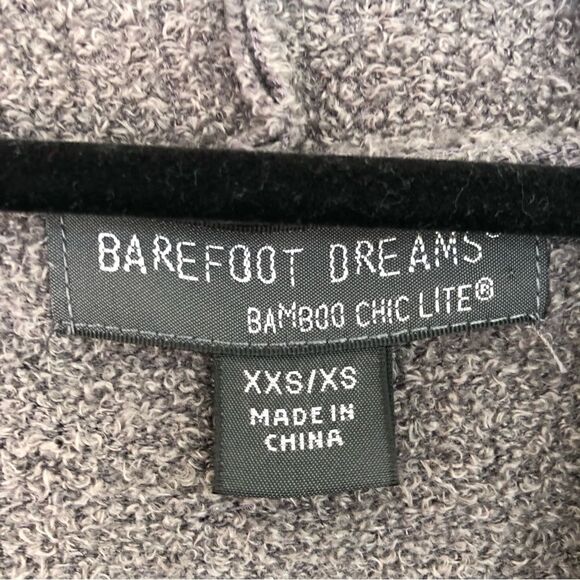 BAREFOOT DREAMS®
BAMBOO CHIC LITE®
XXS/XS
MADE IN
CHINA